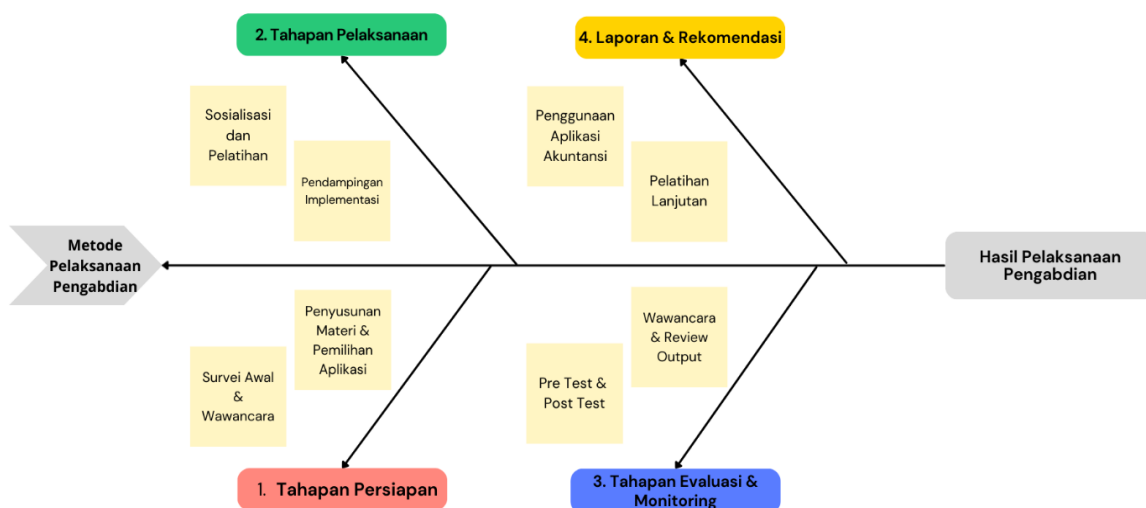 2. Tahapan Pelaksanaan
4. Laporan & Rekomendasi
Sosialisasi
dan
Pelatihan
Pendampingan
Implementasi
Penggunaan
Aplikasi
Akuntansi
Pelatihan
Lanjutan
Metode
Pelaksanaan
Pengabdian
Hasil Pelaksanaan
Pengabdian
Penyusunan
Materi &
Pemilihan
Aplikasi
Survei Awal
&
Wawancara
Wawancara
& Review
Output
Pre Test &
Post Test
1. Tahapan Persiapan
3. Tahapan Evaluasi &
Monitoring